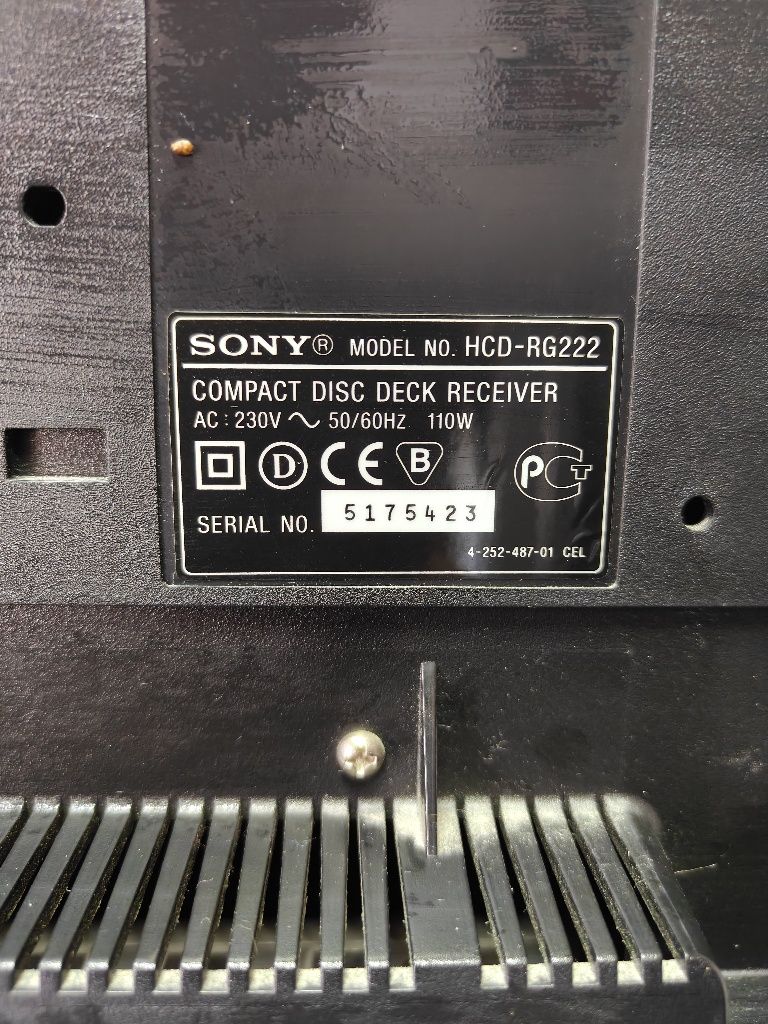 SONY® MODEL NO. HCD-RG222
COMPACT DISC DECK RECEIVER
AC : 230V ～ 50/60HZ 110W
D CE B PCT
SERIAL NO. 5175423
4-252-487-01 CEL